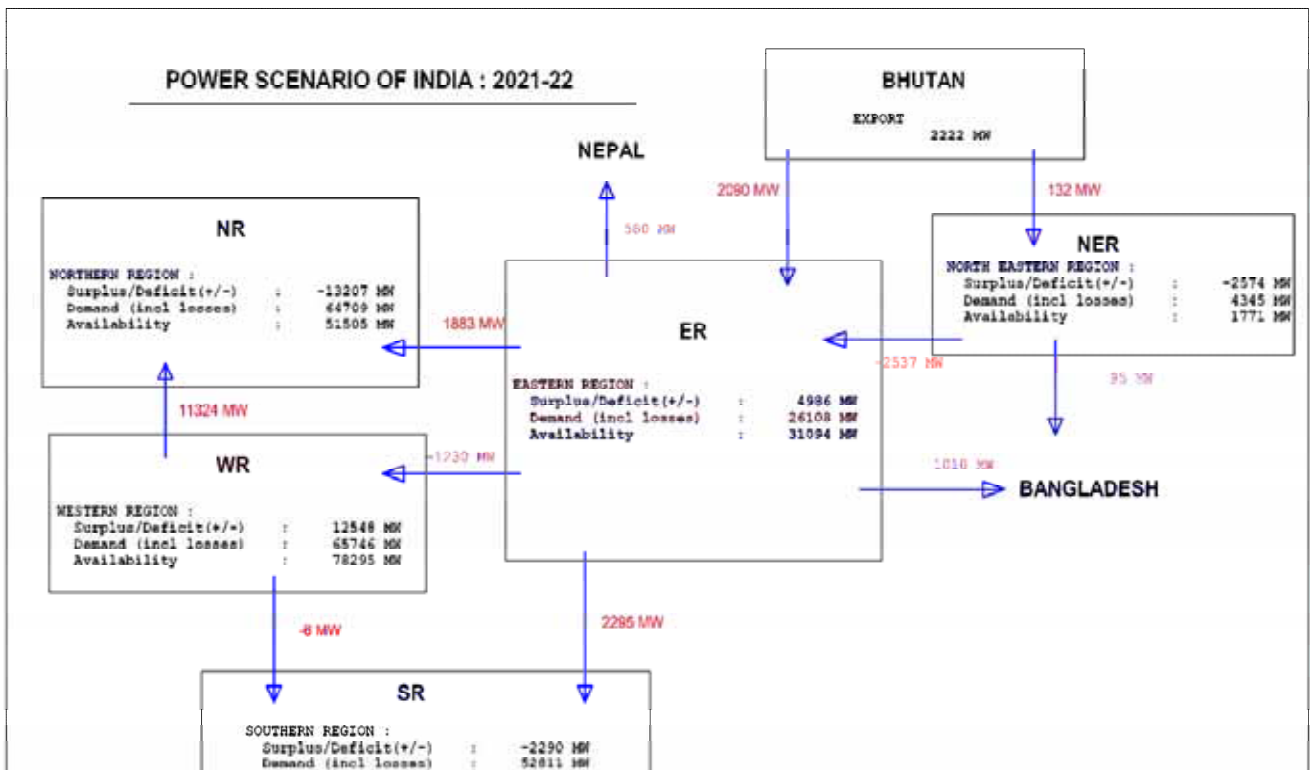 POWER SCENARIO OF INDIA : 2021-22
BHUTAN
EXPORT
2222 MW
NEPAL
2090 MW
132 MW
NR
NORTHERN REGION :
Surplus/Deficit(+/-) : -13207 MW
Demand (incl losses) : 64709 MW
Availability : 51505 MW
560 MW
NER
NORTH EASTERN REGION :
Surplus/Deficit(+/-) : -2574 MW
Demand (incl losses) : 4345 MW
Availability : 1771 MW
1883 MW
ER
EASTERN REGION :
Surplus/Deficit(+/-) : 4986 MW
Demand (incl losses) : 26108 MW
Availability : 31094 MW
-2537 MW
95 MW
11324 MW
WR
WESTERN REGION :
Surplus/Deficit(+/-) : 12548 MW
Demand (incl losses) : 65746 MW
Availability : 78295 MW
-1230 MW
1010 MW
BANGLADESH
-6 MW
2295 MW
SR
SOUTHERN REGION :
Surplus/Deficit(+/-) : -2290 MW
Demand (incl losses) : 52811 MW